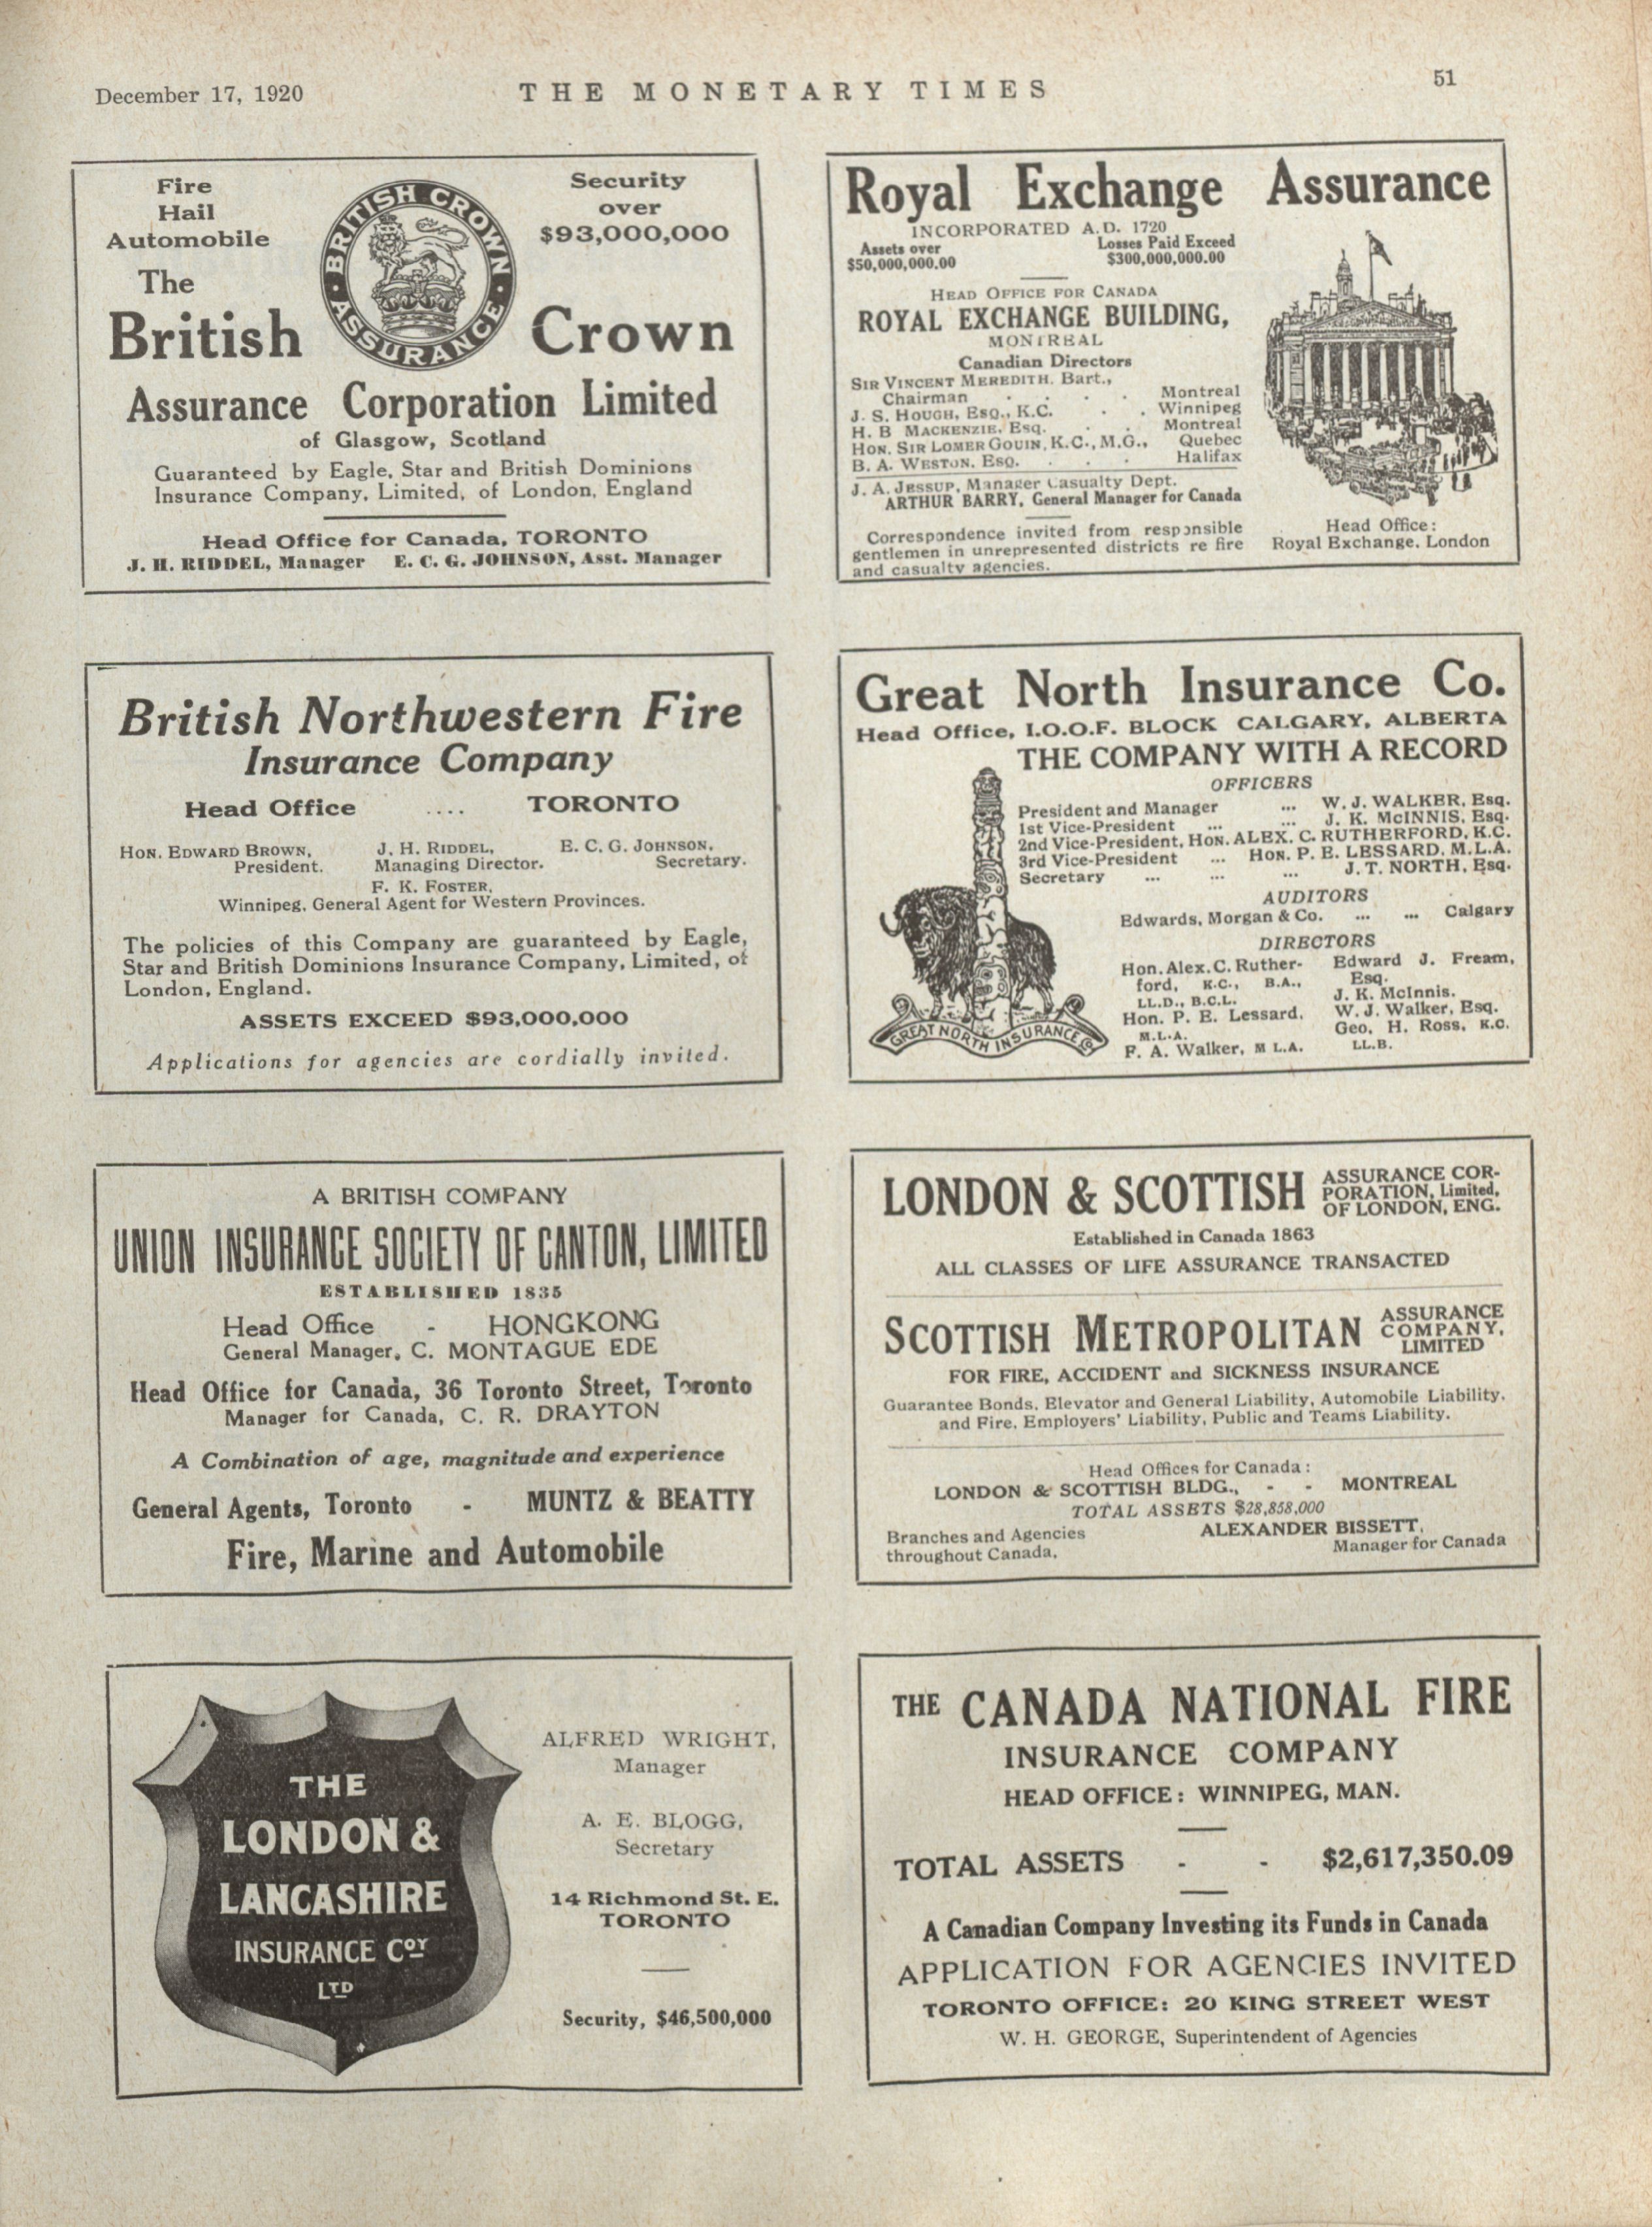 December 17, 1920
THE MONETARY TIMES
51
Fire
Hail
Automobile
BRITISH CROWN
· ASSURANCE ·
Security
over
$93,000,000
The
British Crown
Assurance Corporation Limited
of Glasgow, Scotland
Guaranteed by Eagle, Star and British Dominions
Insurance Company, Limited, of London, England
Head Office for Canada, TORONTO
J. H. RIDDEL, Manager E. C. G. JOHNSON, Asst. Manager
Royal Exchange Assurance
INCORPORATED A.D. 1720
Assets over
$50,000,000.00
Losses Paid Exceed
$300,000,000.00
HEAD OFFICE FOR CANADA
ROYAL EXCHANGE BUILDING,
MONTREAL
Canadian Directors
SIR VINCENT MEREDITH, Bart.,
Chairman . . . . Montreal
J. S. HOUGH, ESQ., K.C. . . Winnipeg
H. B MACKENZIE, ESQ. . . Montreal
HON. SIR LOMER GOUIN, K.C., M.G., Quebec
B. A. WESTON, ESQ. . . . Halifax
J. A. JESSUP, Manager Casualty Dept.
ARTHUR BARRY, General Manager for Canada
Correspondence invited from responsible
gentlemen in unrepresented districts re fire
and casualty agencies.
Head Office:
Royal Exchange, London
British Northwestern Fire
Insurance Company
Head Office .... TORONTO
HON. EDWARD BROWN,
President.
J. H. RIDDEL,
Managing Director.
E. C. G. JOHNSON,
Secretary.
F. K. FOSTER,
Winnipeg, General Agent for Western Provinces.
The policies of this Company are guaranteed by Eagle,
Star and British Dominions Insurance Company, Limited, of
London, England.
ASSETS EXCEED $93,000,000
Applications for agencies are cordially invited.
Great North Insurance Co.
Head Office, I.O.O.F. BLOCK CALGARY, ALBERTA
THE COMPANY WITH A RECORD
OFFICERS
President and Manager ... W. J. WALKER, Esq.
1st Vice-President ... J. K. McINNIS, Esq.
2nd Vice-President, HON. ALEX. C. RUTHERFORD, K.C.
3rd Vice-President ... HON. P. E. LESSARD, M.L.A.
Secretary ... ... ... J. T. NORTH, Esq.
AUDITORS
Edwards, Morgan & Co. ... ... Calgary
DIRECTORS
Hon. Alex. C. Ruther-
ford, K.C., B.A.,
LL.D., B.C.L.
Hon. P. E. Lessard,
M.L.A.
F. A. Walker, M L.A.
Edward J. Fream,
Esq.
J. K. McInnis.
W. J. Walker, Esq.
Geo. H. Ross, K.C.
LL.B.
GREAT NORTH INSURANCE Co
A BRITISH COMPANY
UNION INSURANCE SOCIETY OF CANTON, LIMITED
ESTABLISHED 1835
Head Office - HONGKONG
General Manager, C. MONTAGUE EDE
Head Office for Canada, 36 Toronto Street, Toronto
Manager for Canada, C. R. DRAYTON
A Combination of age, magnitude and experience
General Agents, Toronto - MUNTZ & BEATTY
Fire, Marine and Automobile
LONDON & SCOTTISH
ASSURANCE COR-
PORATION, Limited,
OF LONDON, ENG.
Established in Canada 1863
ALL CLASSES OF LIFE ASSURANCE TRANSACTED
SCOTTISH METROPOLITAN
ASSURANCE
COMPANY,
LIMITED
FOR FIRE, ACCIDENT and SICKNESS INSURANCE
Guarantee Bonds, Elevator and General Liability, Automobile Liability,
and Fire, Employers' Liability, Public and Teams Liability.
Head Offices for Canada:
LONDON & SCOTTISH BLDG., - - MONTREAL
TOTAL ASSETS $28,858,000
Branches and Agencies
throughout Canada,
ALEXANDER BISSETT,
Manager for Canada
THE
LONDON &
LANCASHIRE
INSURANCE COY
LTD
ALFRED WRIGHT,
Manager
A. E. BLOGG,
Secretary
14 Richmond St. E.
TORONTO
Security, $46,500,000
THE CANADA NATIONAL FIRE
INSURANCE COMPANY
HEAD OFFICE: WINNIPEG, MAN.
TOTAL ASSETS - - $2,617,350.09
A Canadian Company Investing its Funds in Canada
APPLICATION FOR AGENCIES INVITED
TORONTO OFFICE: 20 KING STREET WEST
W. H. GEORGE, Superintendent of Agencies